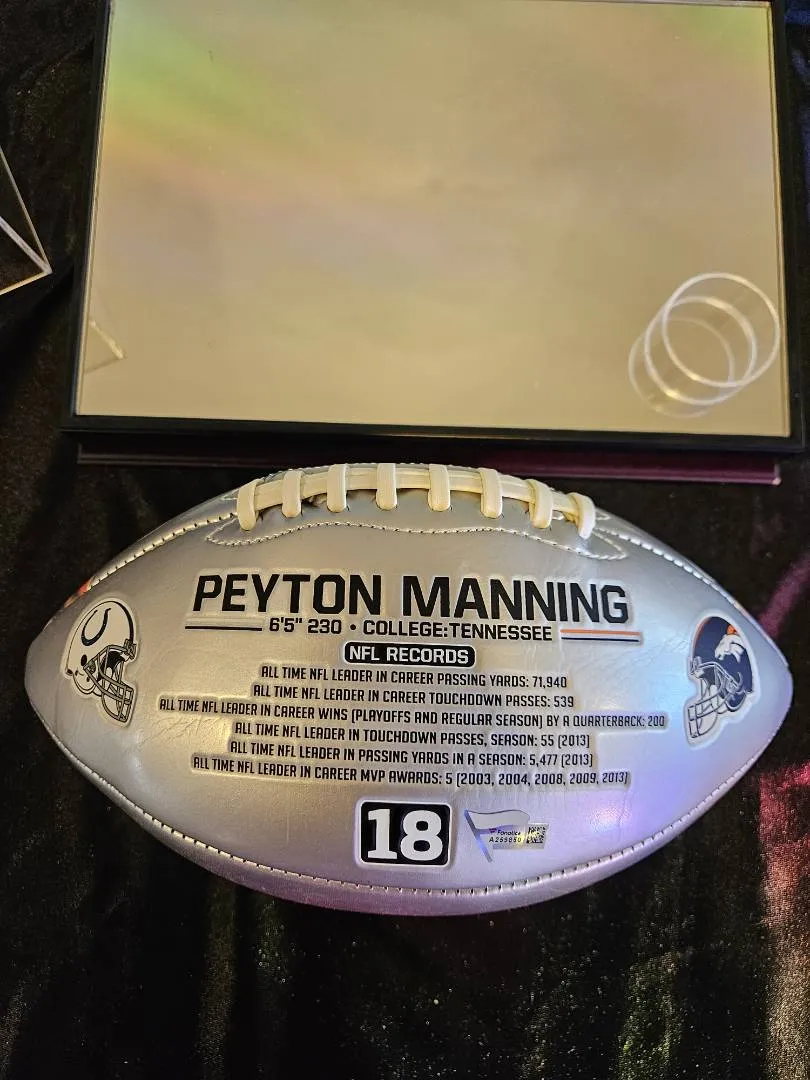 PEYTON MANNING
6'5" 230 • COLLEGE:TENNESSEE
NFL RECORDS
ALL TIME NFL LEADER IN CAREER PASSING YARDS: 71,940
ALL TIME NFL LEADER IN CAREER TOUCHDOWN PASSES: 539
ALL TIME NFL LEADER IN CAREER WINS (PLAYOFFS AND REGULAR SEASON) BY A QUARTERBACK: 200
ALL TIME NFL LEADER IN TOUCHDOWN PASSES, SEASON: 55 (2013)
ALL TIME NFL LEADER IN PASSING YARDS IN A SEASON: 5,477 (2013)
ALL TIME NFL LEADER IN CAREER MVP AWARDS: 5 (2003, 2004, 2008, 2009, 2013)
18
Fanatics